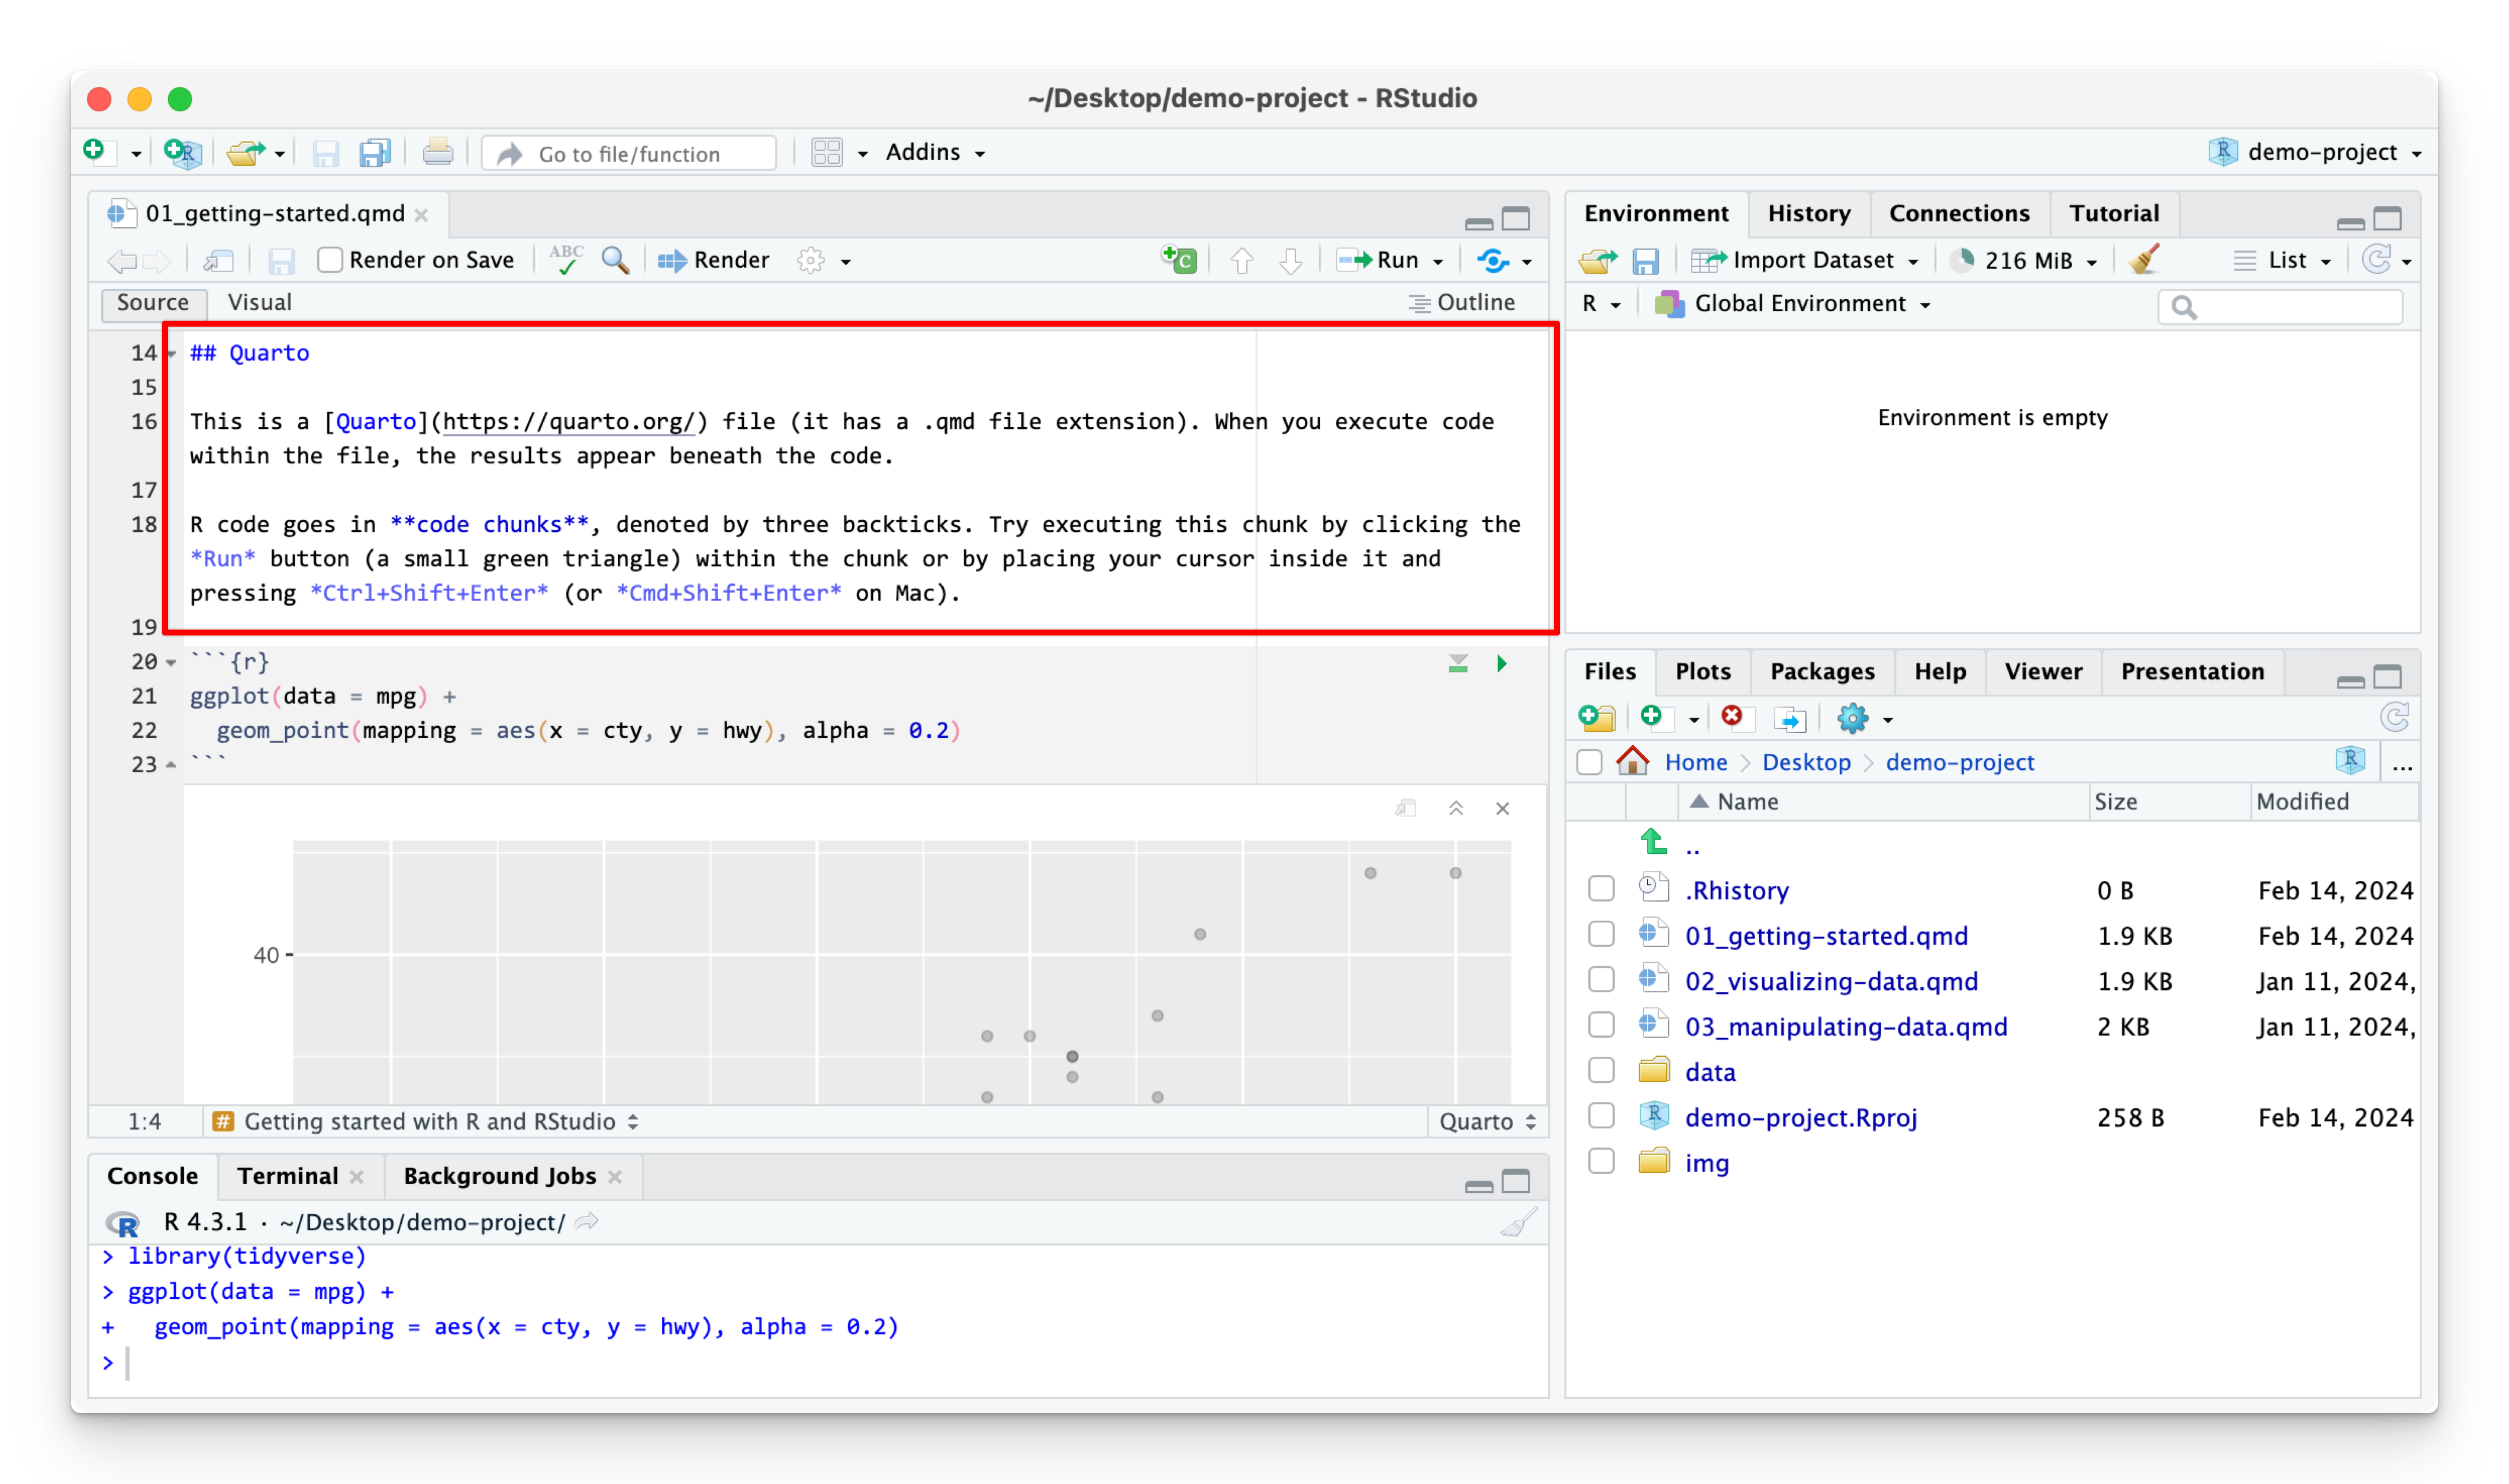 ~/Desktop/demo-project - RStudio
Go to file/function
Addins
demo-project
01_getting-started.qmd
Render on Save
ABC
Render
Run
Source
Visual
Outline
14 ## Quarto
15
16 This is a [Quarto](https://quarto.org/) file (it has a .qmd file extension). When you execute code
within the file, the results appear beneath the code.
17
18 R code goes in **code chunks**, denoted by three backticks. Try executing this chunk by clicking the
*Run* button (a small green triangle) within the chunk or by placing your cursor inside it and
pressing *Ctrl+Shift+Enter* (or *Cmd+Shift+Enter* on Mac).
19
20 ```{r}
21 ggplot(data = mpg) +
22   geom_point(mapping = aes(x = cty, y = hwy), alpha = 0.2)
23 ```
40
1:4
# Getting started with R and RStudio
Quarto
Console Terminal Background Jobs
R 4.3.1 · ~/Desktop/demo-project/
> library(tidyverse)
> ggplot(data = mpg) +
+   geom_point(mapping = aes(x = cty, y = hwy), alpha = 0.2)
>
Environment History Connections Tutorial
Import Dataset 216 MiB List
R Global Environment
Environment is empty
Files Plots Packages Help Viewer Presentation
Home Desktop demo-project R ...
Name Size Modified
..
.Rhistory 0 B Feb 14, 2024
01_getting-started.qmd 1.9 KB Feb 14, 2024
02_visualizing-data.qmd 1.9 KB Jan 11, 2024,
03_manipulating-data.qmd 2 KB Jan 11, 2024,
data
demo-project.Rproj 258 B Feb 14, 2024
img